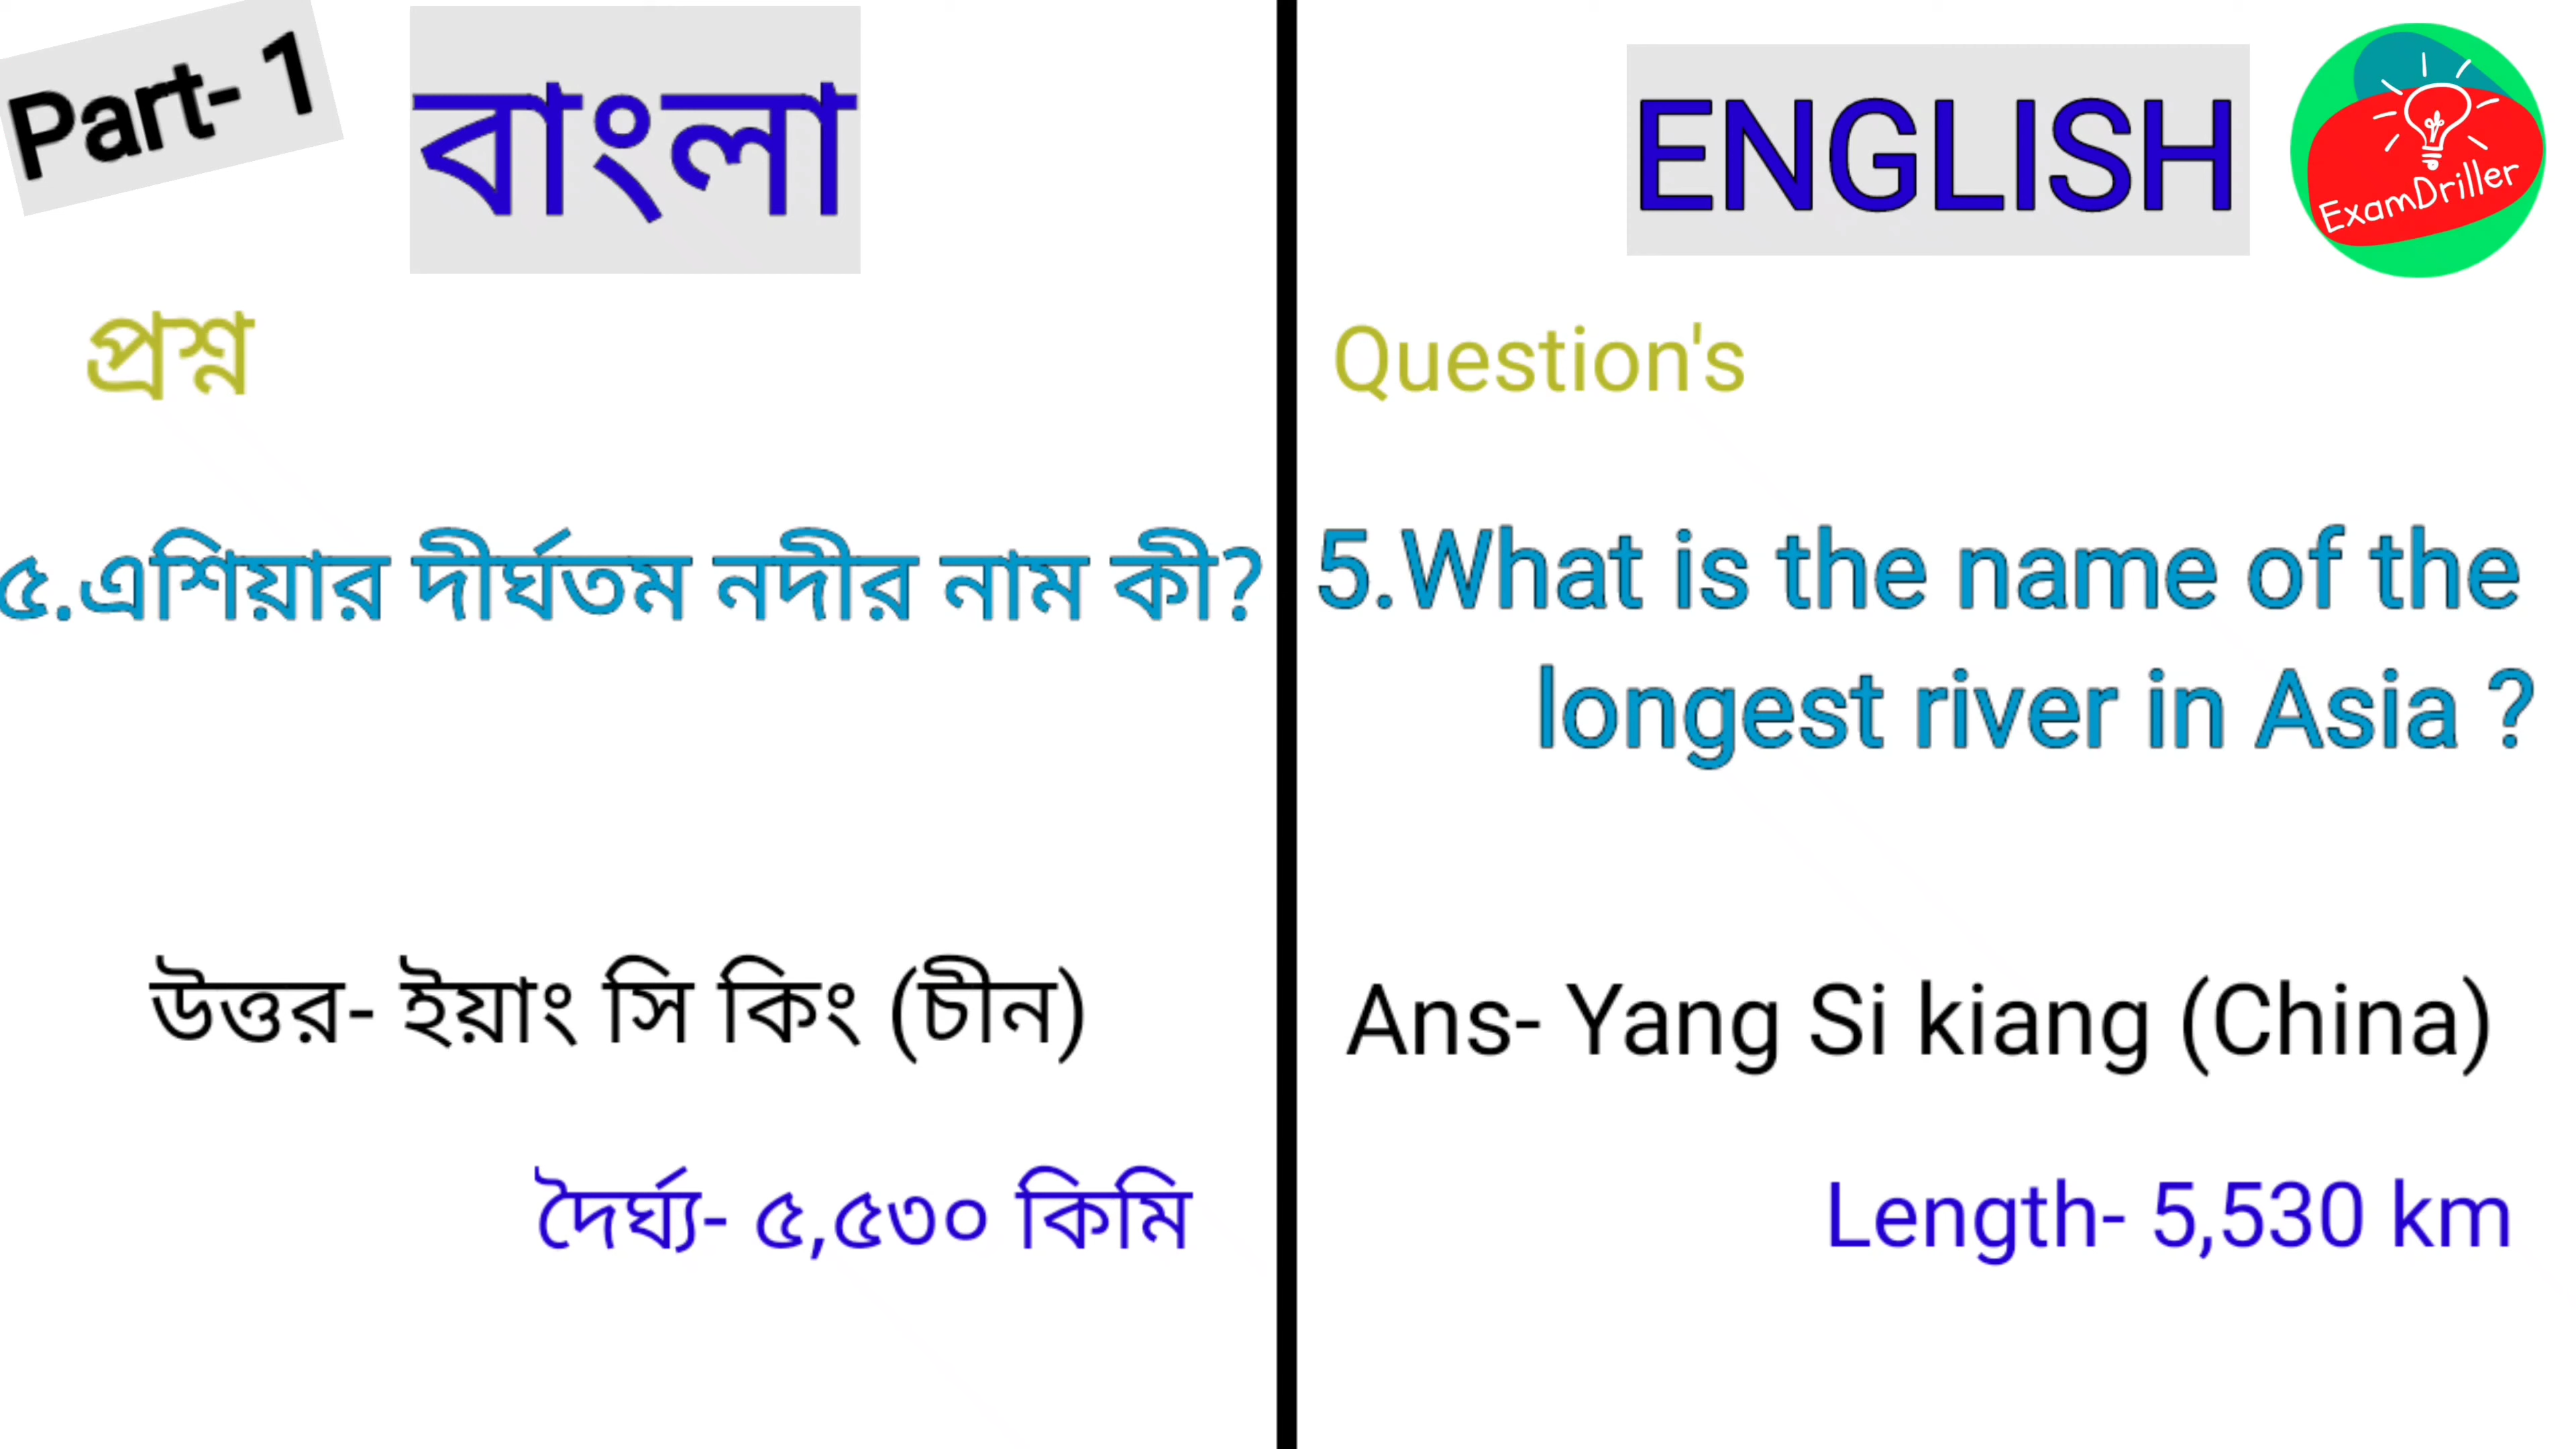 Part- 1
বাংলা
প্রশ্ন
৫.এশিয়ার দীর্ঘতম নদীর নাম কী?
উত্তর- ইয়াং সি কিং (চীন)
দৈর্ঘ্য- ৫,৫৩০ কিমি
ENGLISH
ExamDriller
Question's
5.What is the name of the
longest river in Asia ?
Ans- Yang Si kiang (China)
Length- 5,530 km